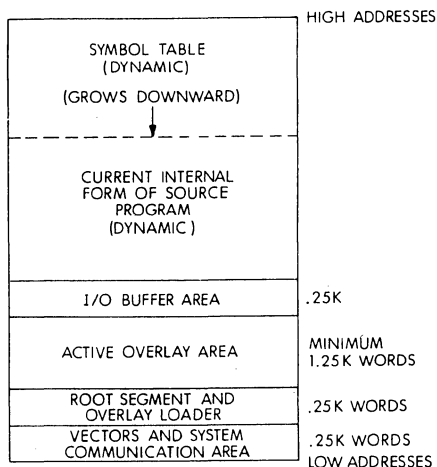 HIGH ADDRESSES
SYMBOL TABLE
(DYNAMIC)
(GROWS DOWNWARD)
CURRENT INTERNAL
FORM OF SOURCE
PROGRAM
(DYNAMIC)
I/O BUFFER AREA
.25K
ACTIVE OVERLAY AREA
MINIMUM
1.25K WORDS
ROOT SEGMENT AND
OVERLAY LOADER
.25K WORDS
VECTORS AND SYSTEM
COMMUNICATION AREA
.25K WORDS
LOW ADDRESSES